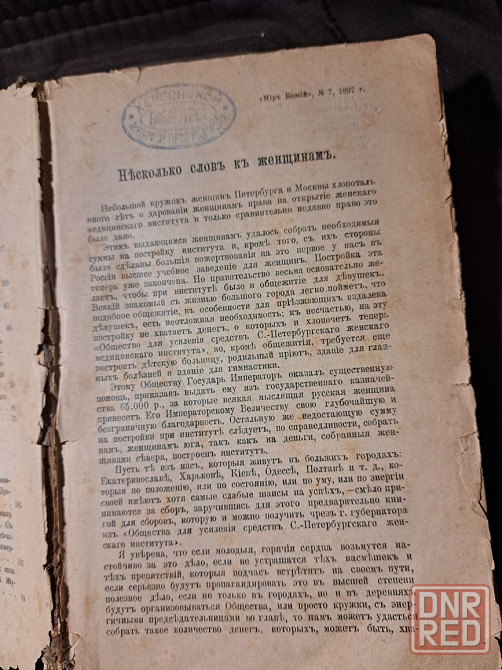 ХЕРСОНСКОЙ
БИБЛИОТЕКИ
«Міръ Божій», № 7, 1897 г.
Нѣсколько словъ къ женщинамъ.
Небольшой кружокъ женщинъ Петербурга и Москвы хлопоталъ
много лѣтъ о дарованіи женщинамъ права на открытіе женскаго
медицинскаго института и только сравнительно недавно право это
было дано.
Этимъ выдающимся женщинамъ удалось собрать необходимыя
суммы на постройку института и, кромѣ того, съ ихъ стороны
были сдѣланы большія пожертвованія на это первое у насъ въ
Россіи высшее учебное заведеніе для женщинъ. Постройка эта
теперь уже закончена. Но правительство весьма основательно же-
лаетъ, чтобы при институтѣ было и общежитіе для дѣвушекъ.
Всякій знакомый съ жизнью большого города легко пойметъ, что
подобное общежитіе, въ особенности для пріѣзжающихъ издалека
дѣвушекъ, есть неотложная необходимость; къ несчастью, на эту
постройку не хватаетъ денегъ, о которыхъ и хлопочетъ теперь
«Общество для усиленія средствъ С.-Петербургскаго женскаго
медицинскаго института», но, кромѣ общежитія, требуется еще
построить дѣтскую больницу, родильный пріютъ, зданіе для глаз-
ныхъ болѣзней и зданіе для гимнастики.
Этому Обществу Государь Императоръ оказалъ существенную
помощь, приказавъ выдать ему изъ государственнаго казначей-
ства 65.000 р., за которые всякая мыслящая русская женщина
принесетъ Его Императорскому Величеству свою глубочайшую и
безграничную благодарность. Остальную же недостающую сумму
на постройки при институтѣ слѣдуетъ, по справедливости, собрать
намъ, женщинамъ юга, такъ какъ на деньги, собранныя жен-
щинами сѣвера, построенъ институтъ.
Пусть тѣ изъ насъ, которыя живутъ въ большихъ городахъ:
Екатеринославѣ, Харьковѣ, Кіевѣ, Одессѣ, Полтавѣ и т. д., ко-
торыя по положенію, или по состоянію, или по уму, или по энергіи
своей имѣютъ хотя самые слабые шансы на успѣхъ, —смѣло при-
нимаются за сборъ, заручившись для этого предварительно кни-
гой для сборовъ, которую и можно получить чрезъ г. губернатора
изъ «Общества для усиленія средствъ С.-Петербургскаго жен-
скаго института».
Я увѣрена, что если молодыя, горячія сердца возьмутся на-
стойчиво за это дѣло, если не устрашатся тѣхъ насмѣшекъ и
тѣхъ препятствій, которыя подчасъ встрѣтятъ на своемъ пути,
если серьезно будутъ пропагандировать это въ высшей степени
полезное дѣло, если не только въ городахъ, но и въ деревняхъ
будутъ организовываться Общества, или просто кружки, съ энер-
гичными предсѣдательницами во главѣ, то намъ можетъ удасться
собрать такое количество денегъ, которыхъ, можетъ быть, хва-
DNR
RED